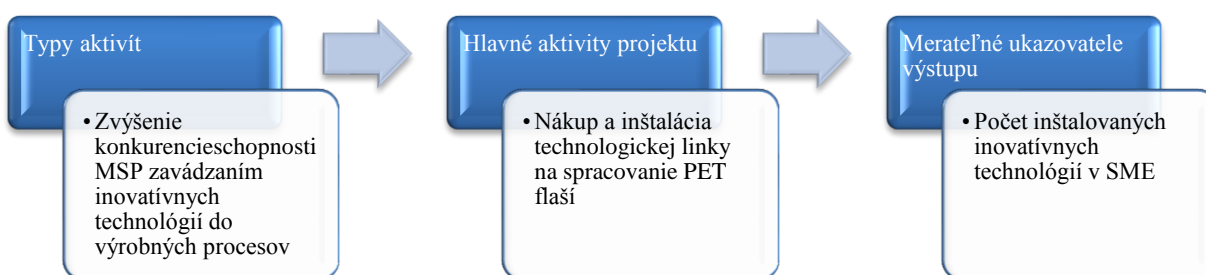 Typy aktivít
• Zvýšenie
konkurencieschopnosti
MSP zavádzaním
inovatívnych
technológií do
výrobných procesov
Hlavné aktivity projektu
• Nákup a inštalácia
technologickej linky
na spracovanie PET
flaší
Merateľné ukazovatele
výstupu
• Počet inštalovaných
inovatívnych
technológií v SME